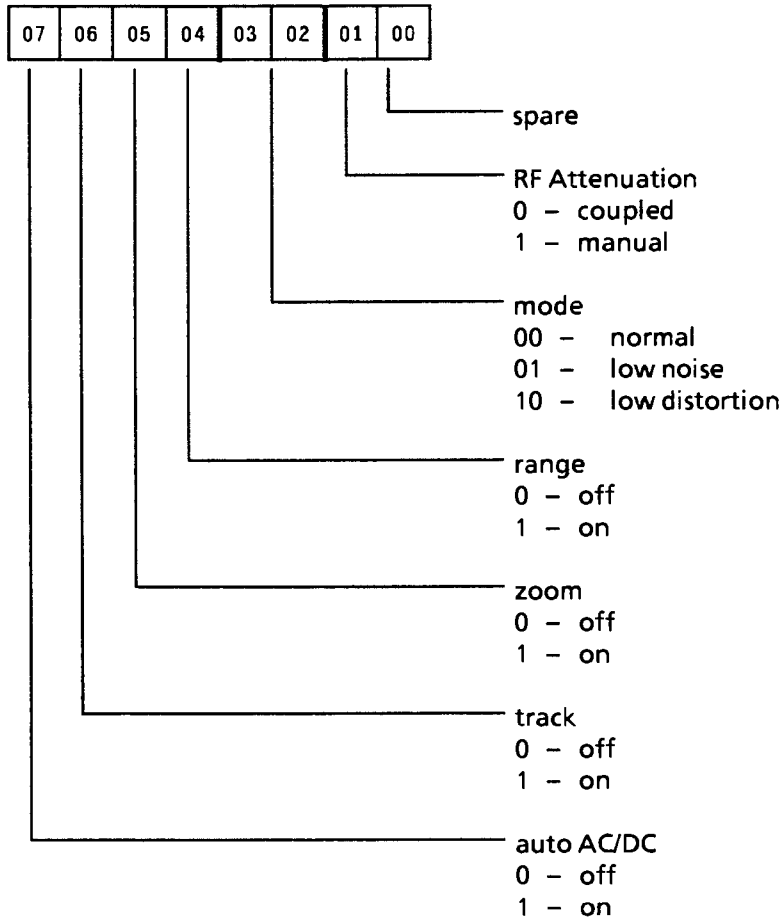 07 06 05 04 03 02 01 00
spare
RF Attenuation
0 – coupled
1 – manual
mode
00 – normal
01 – low noise
10 – low distortion
range
0 – off
1 – on
zoom
0 – off
1 – on
track
0 – off
1 – on
auto AC/DC
0 – off
1 – on